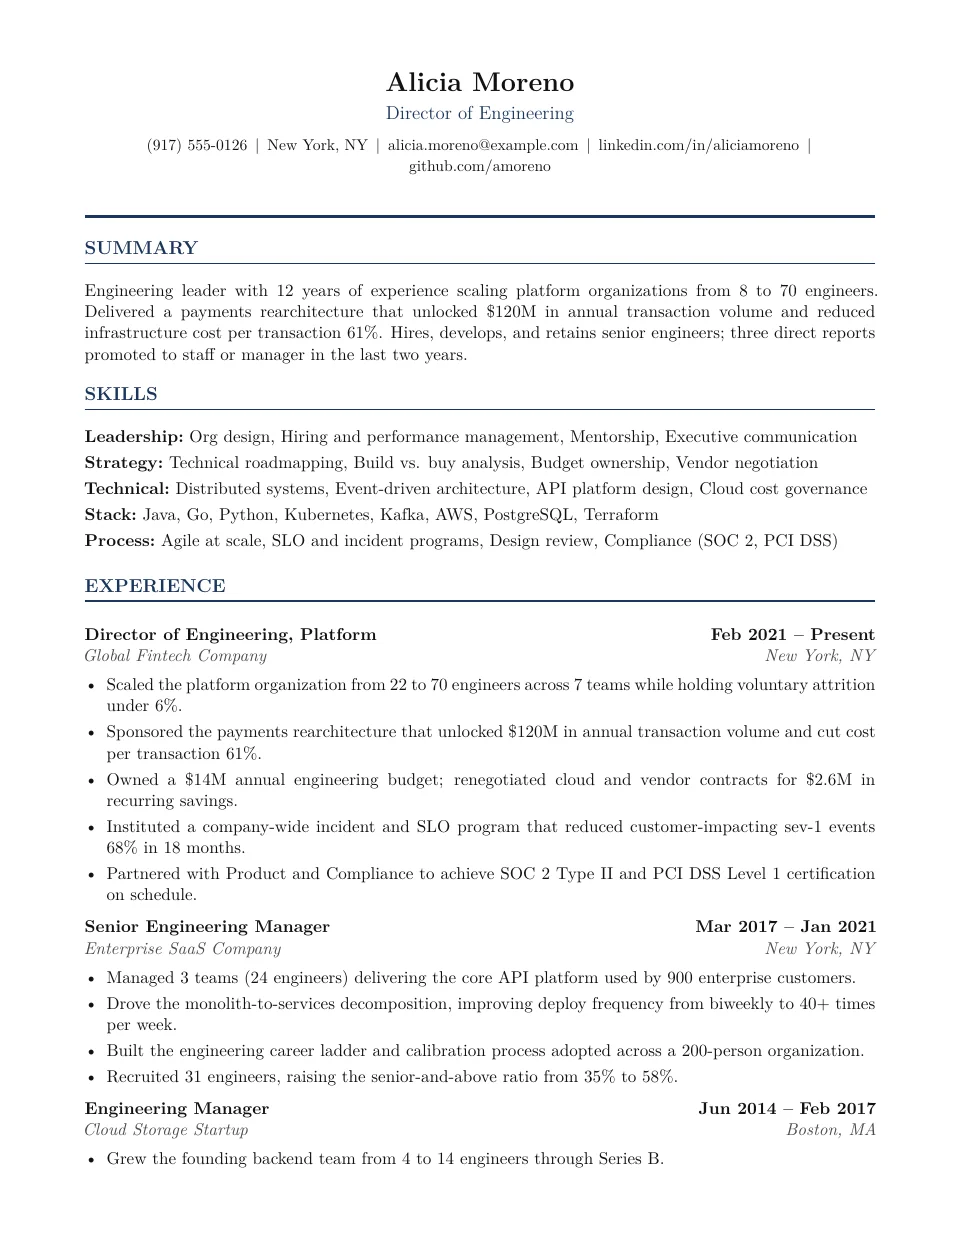 Alicia Moreno
Director of Engineering
(917) 555-0126 | New York, NY | alicia.moreno@example.com | linkedin.com/in/aliciamoreno |
github.com/amoreno
SUMMARY
Engineering leader with 12 years of experience scaling platform organizations from 8 to 70 engineers.
Delivered a payments rearchitecture that unlocked $120M in annual transaction volume and reduced
infrastructure cost per transaction 61%. Hires, develops, and retains senior engineers; three direct reports
promoted to staff or manager in the last two years.
SKILLS
Leadership: Org design, Hiring and performance management, Mentorship, Executive communication
Strategy: Technical roadmapping, Build vs. buy analysis, Budget ownership, Vendor negotiation
Technical: Distributed systems, Event-driven architecture, API platform design, Cloud cost governance
Stack: Java, Go, Python, Kubernetes, Kafka, AWS, PostgreSQL, Terraform
Process: Agile at scale, SLO and incident programs, Design review, Compliance (SOC 2, PCI DSS)
EXPERIENCE
Director of Engineering, Platform Feb 2021 – Present
Global Fintech Company New York, NY
• Scaled the platform organization from 22 to 70 engineers across 7 teams while holding voluntary attrition
under 6%.
• Sponsored the payments rearchitecture that unlocked $120M in annual transaction volume and cut cost
per transaction 61%.
• Owned a $14M annual engineering budget; renegotiated cloud and vendor contracts for $2.6M in
recurring savings.
• Instituted a company-wide incident and SLO program that reduced customer-impacting sev-1 events
68% in 18 months.
• Partnered with Product and Compliance to achieve SOC 2 Type II and PCI DSS Level 1 certification
on schedule.
Senior Engineering Manager Mar 2017 – Jan 2021
Enterprise SaaS Company New York, NY
• Managed 3 teams (24 engineers) delivering the core API platform used by 900 enterprise customers.
• Drove the monolith-to-services decomposition, improving deploy frequency from biweekly to 40+ times
per week.
• Built the engineering career ladder and calibration process adopted across a 200-person organization.
• Recruited 31 engineers, raising the senior-and-above ratio from 35% to 58%.
Engineering Manager Jun 2014 – Feb 2017
Cloud Storage Startup Boston, MA
• Grew the founding backend team from 4 to 14 engineers through Series B.